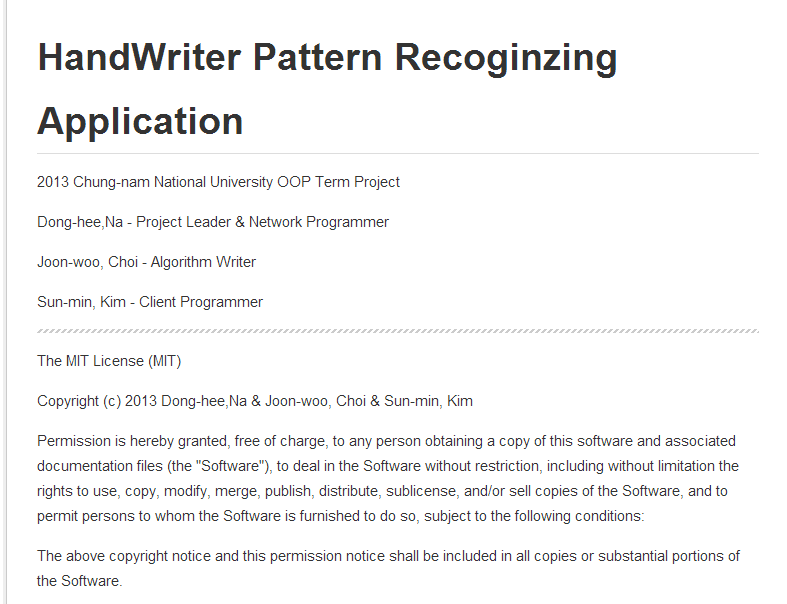 HandWriter Pattern Recoginzing
Application
2013 Chung-nam National University OOP Term Project
Dong-hee,Na - Project Leader & Network Programmer
Joon-woo, Choi - Algorithm Writer
Sun-min, Kim - Client Programmer
The MIT License (MIT)
Copyright (c) 2013 Dong-hee,Na & Joon-woo, Choi & Sun-min, Kim
Permission is hereby granted, free of charge, to any person obtaining a copy of this software and associated
documentation files (the "Software"), to deal in the Software without restriction, including without limitation the
rights to use, copy, modify, merge, publish, distribute, sublicense, and/or sell copies of the Software, and to
permit persons to whom the Software is furnished to do so, subject to the following conditions:
The above copyright notice and this permission notice shall be included in all copies or substantial portions of
the Software.